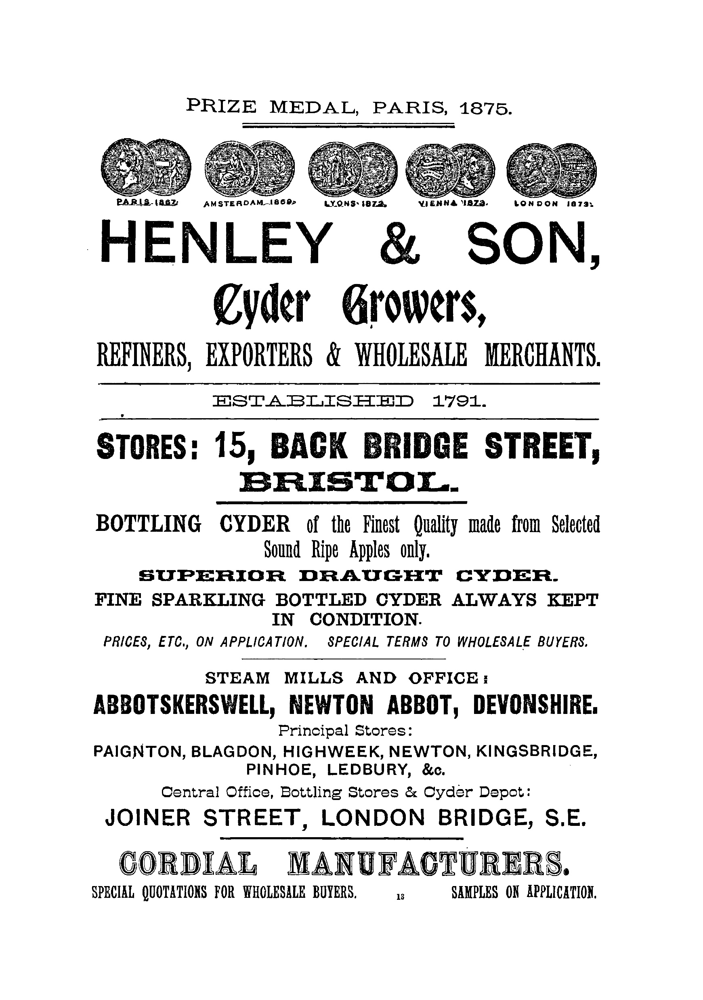 PRIZE MEDAL, PARIS, 1875.
PARIS 1867. AMSTERDAM 1869. LYONS 1872. VIENNA 1873. LONDON 1873.
HENLEY & SON,
Cyder Growers,
REFINERS, EXPORTERS & WHOLESALE MERCHANTS.
ESTABLISHED 1791.
STORES: 15, BACK BRIDGE STREET,
BRISTOL.
BOTTLING CYDER of the Finest Quality made from Selected
Sound Ripe Apples only.
SUPERIOR DRAUGHT CYDER.
FINE SPARKLING BOTTLED CYDER ALWAYS KEPT
IN CONDITION.
PRICES, ETC., ON APPLICATION. SPECIAL TERMS TO WHOLESALE BUYERS.
STEAM MILLS AND OFFICE:
ABBOTSKERSWELL, NEWTON ABBOT, DEVONSHIRE.
Principal Stores:
PAIGNTON, BLAGDON, HIGHWEEK, NEWTON, KINGSBRIDGE,
PINHOE, LEDBURY, &c.
Central Office, Bottling Stores & Cyder Depot:
JOINER STREET, LONDON BRIDGE, S.E.
CORDIAL MANUFACTURERS.
SPECIAL QUOTATIONS FOR WHOLESALE BUYERS. 13 SAMPLES ON APPLICATION.